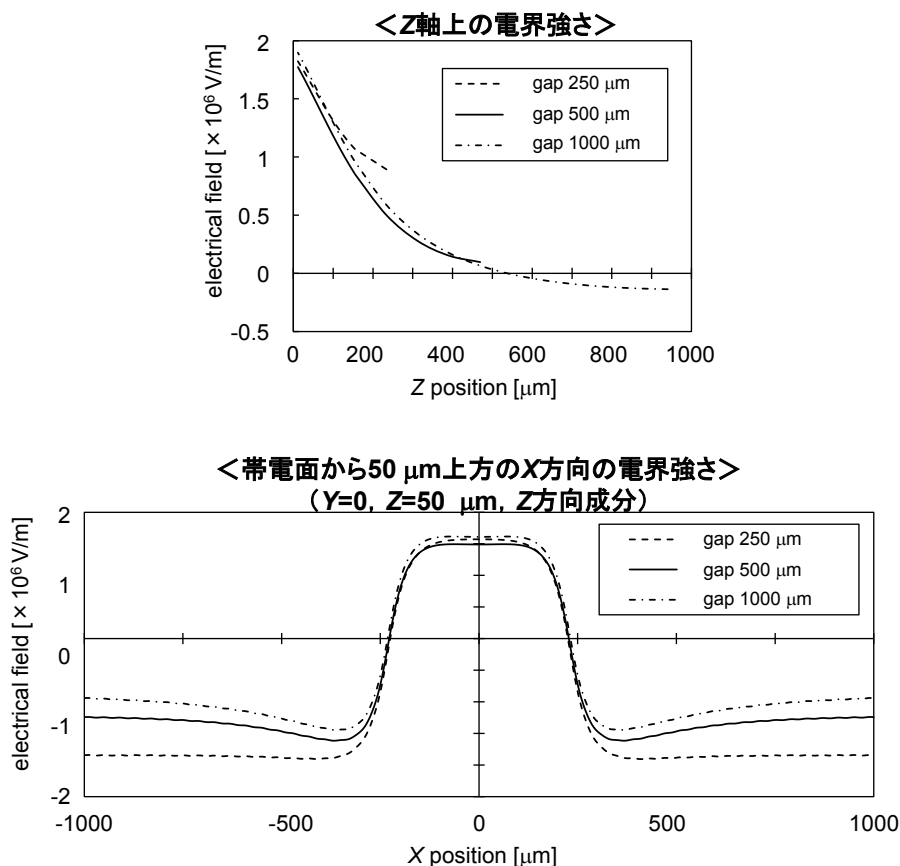 ＜Z軸上の電界強さ＞
2
1.5
1
0.5
0
-0.5
electrical field [×10⁶ V/m]
gap 250 μm
gap 500 μm
gap 1000 μm
0 200 400 600 800 1000
Z position [μm]
＜帯電面から50 μm上方のX方向の電界強さ＞
（Y=0，Z=50 μm，Z方向成分）
2
1
0
-1
-2
electrical field [×10⁶ V/m]
gap 250 μm
gap 500 μm
gap 1000 μm
-1000 -500 0 500 1000
X position [μm]